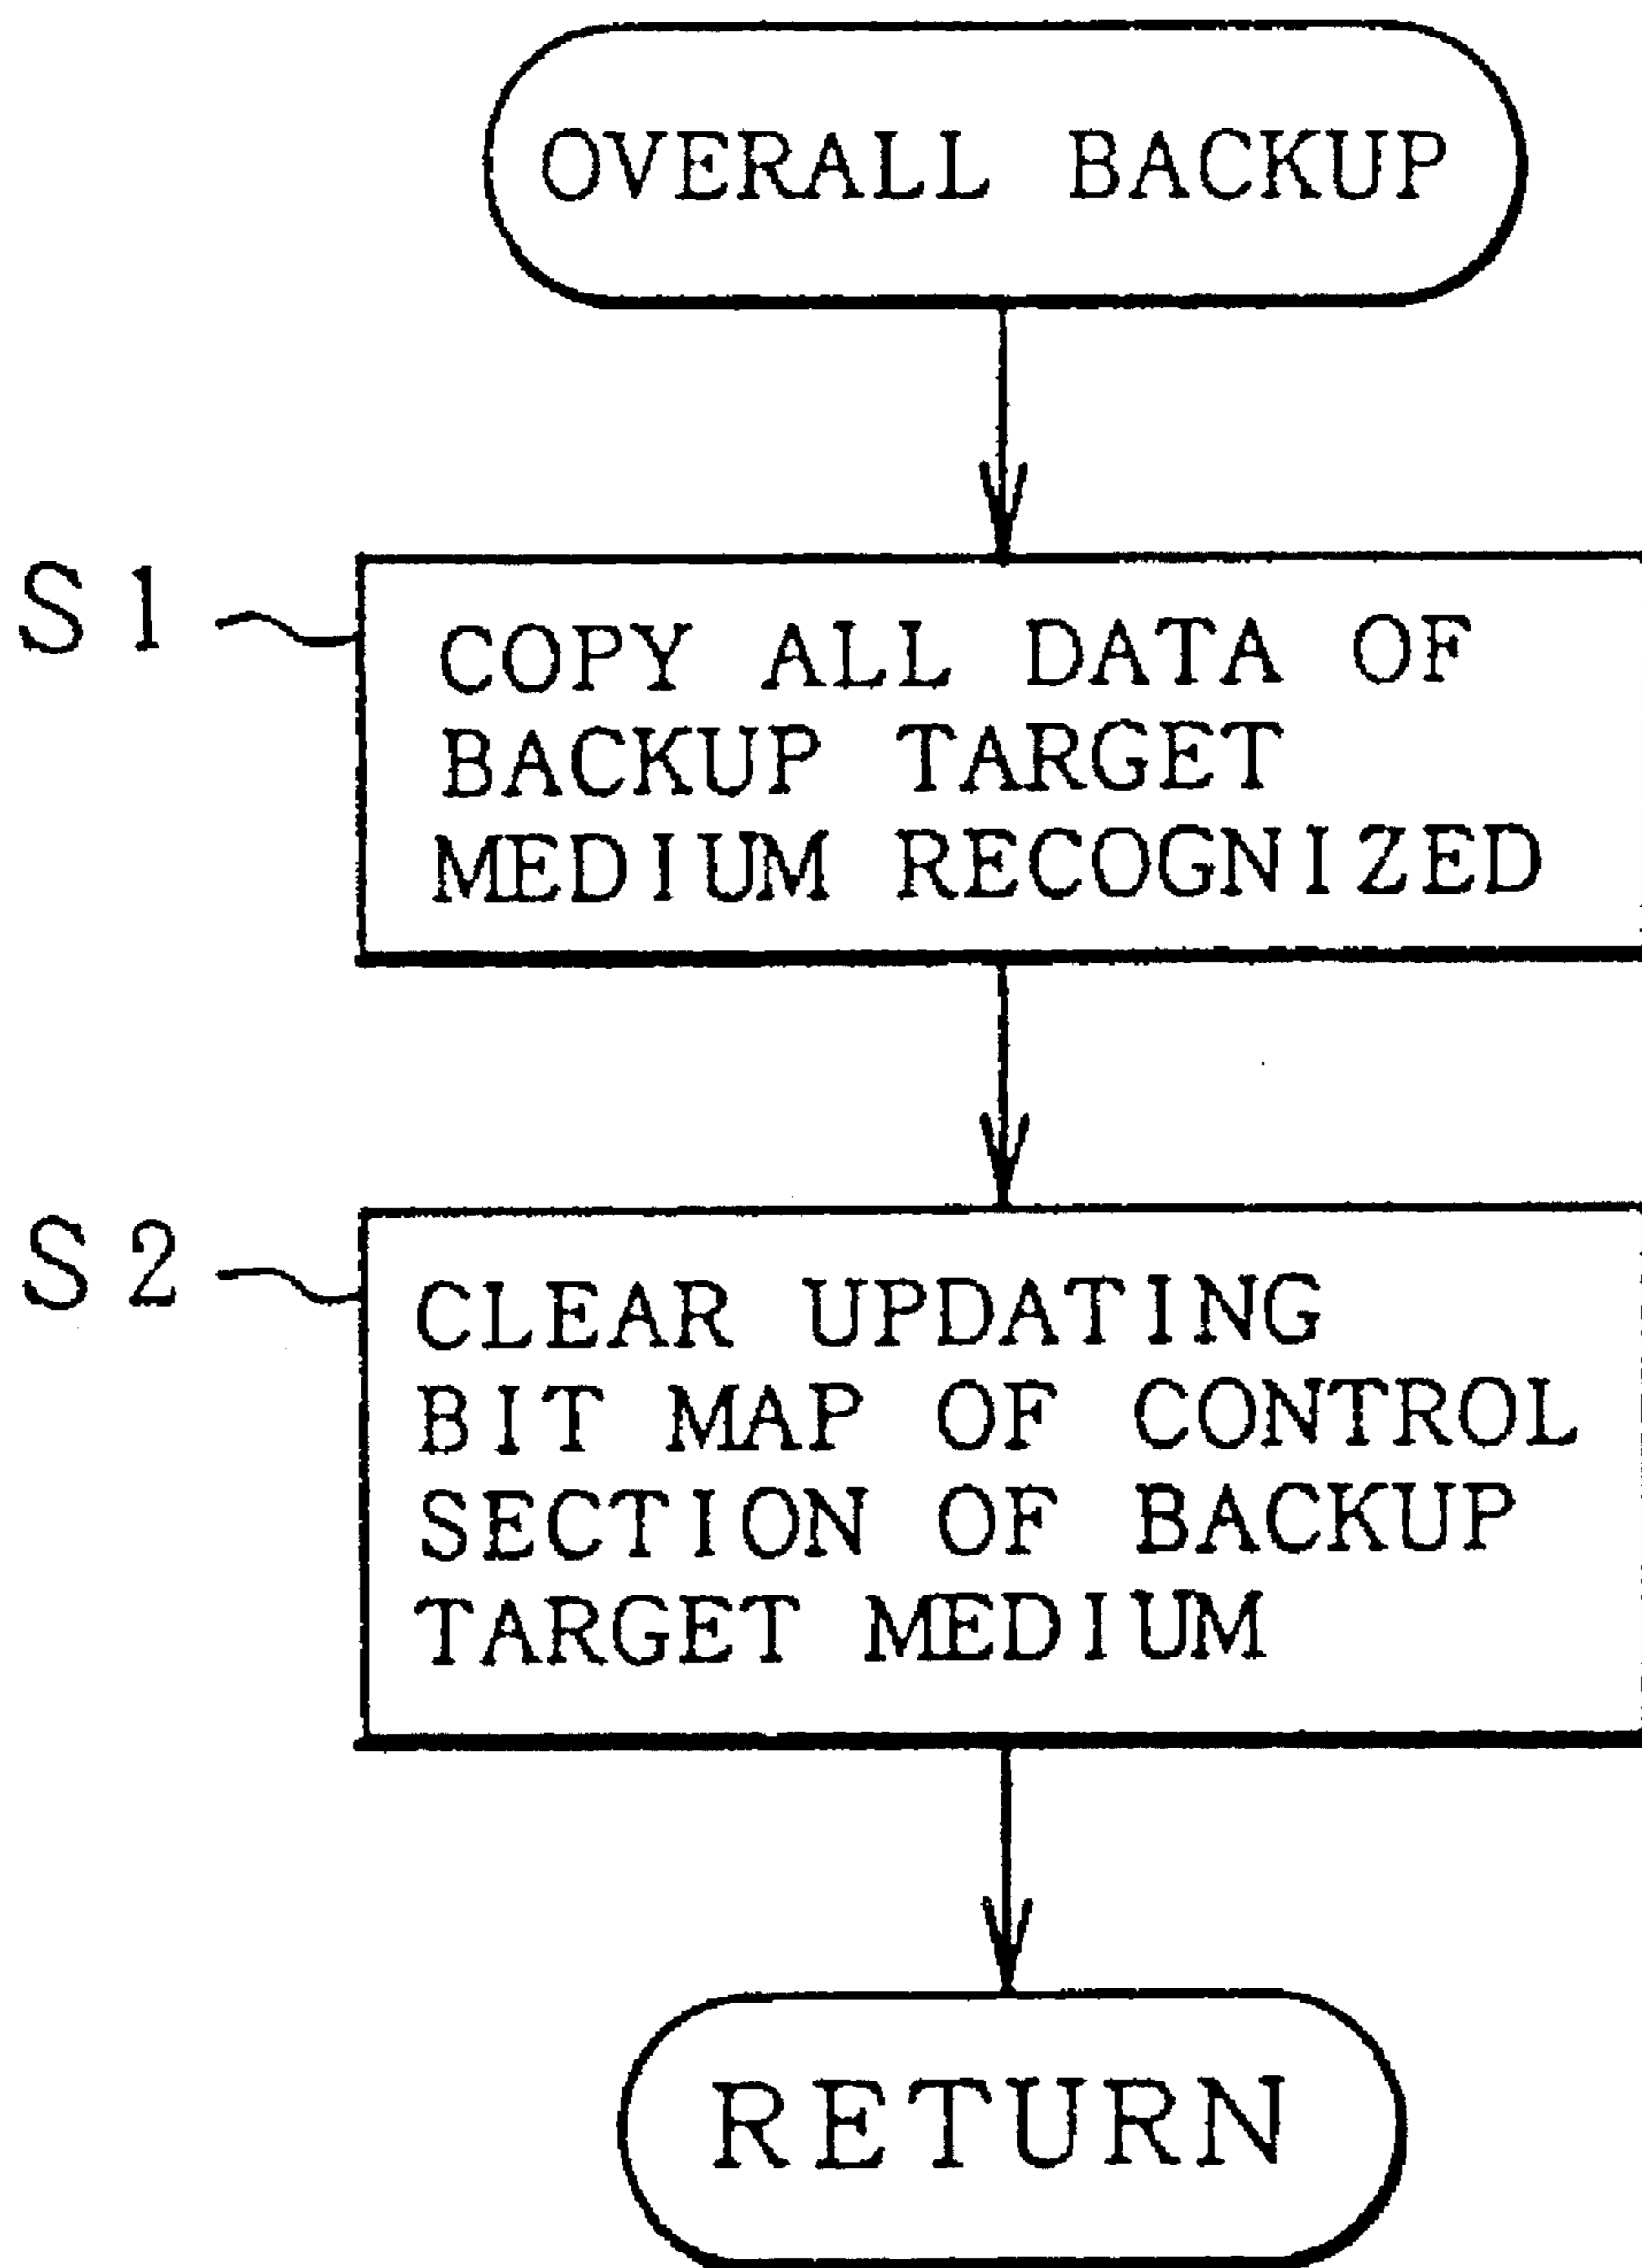 OVERALL BACKUP
S1
COPY ALL DATA OF
BACKUP TARGET
MEDIUM RECOGNIZED
S2
CLEAR UPDATING
BIT MAP OF CONTROL
SECTION OF BACKUP
TARGET MEDIUM
RETURN